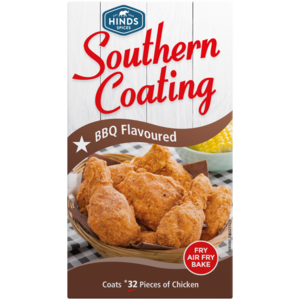 HINDS
SPICES
Southern
Coating
BBQ Flavoured
FRY
AIR FRY
BAKE
Coats *32 Pieces of Chicken